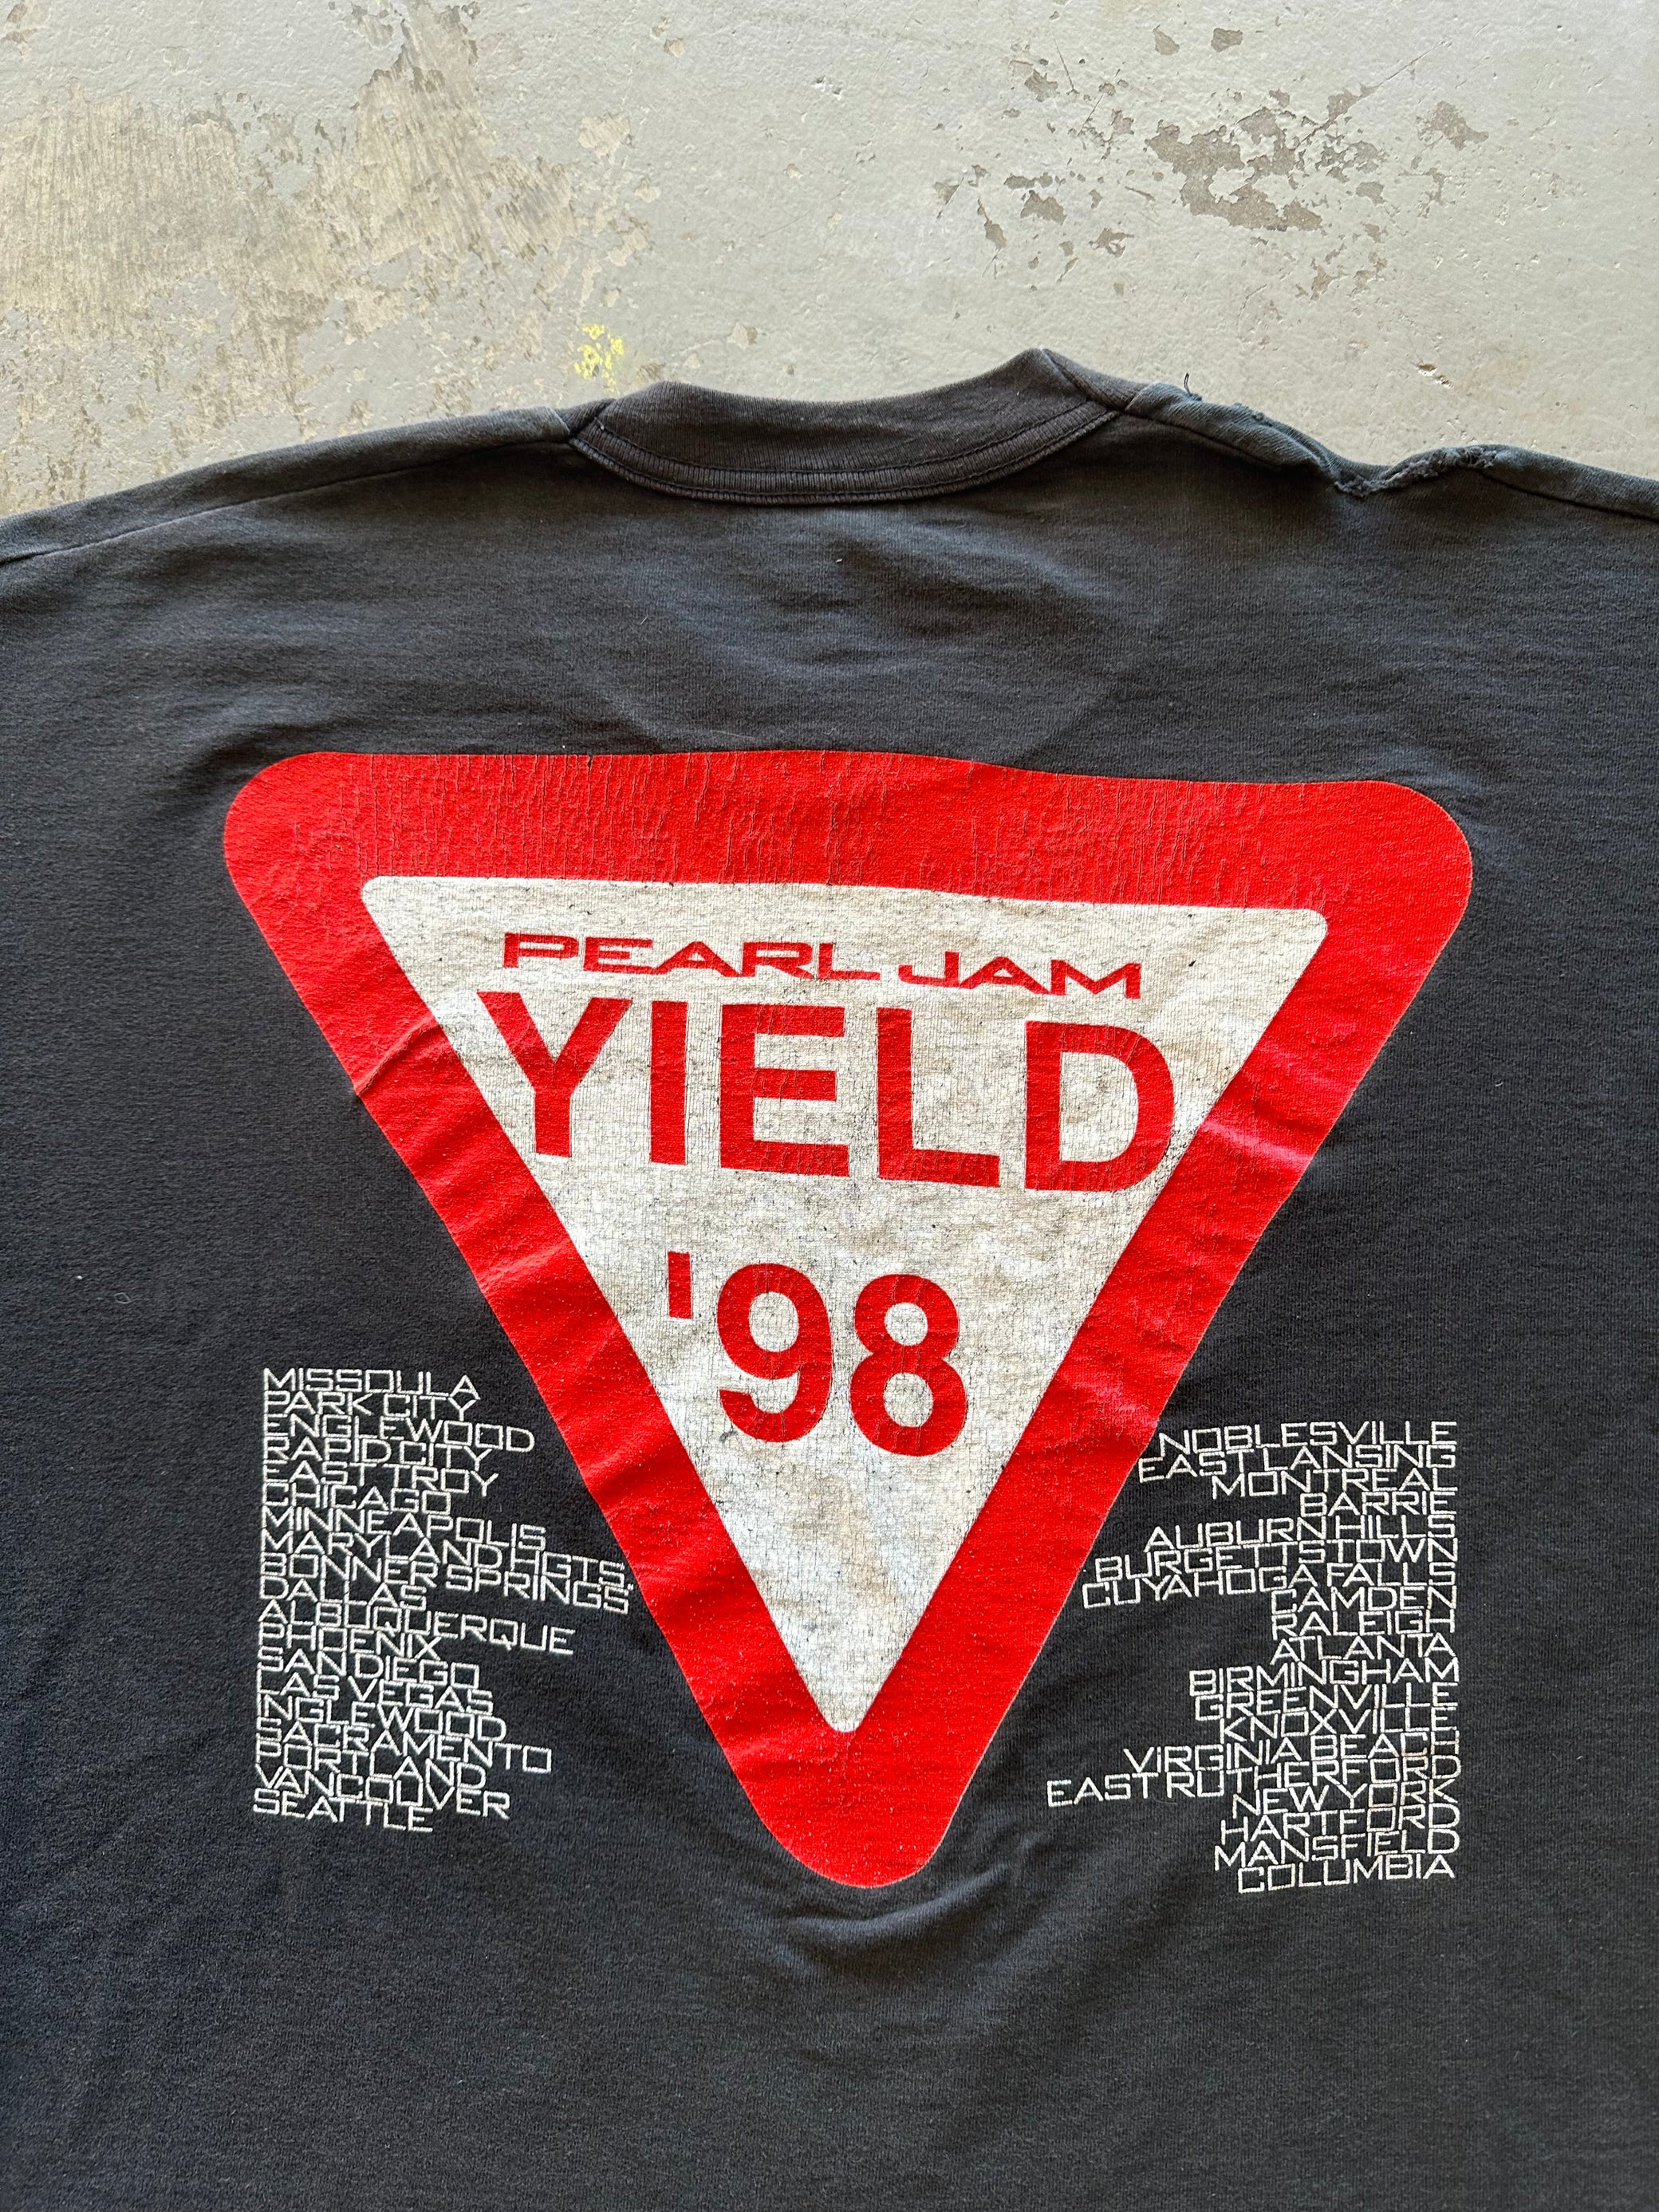 PEARL JAM
YIELD
'98
MISSOULA
PARK CITY
ENGLEWOOD
RAPID CITY
EAST TROY
CHICAGO
MINNEAPOLIS
MARYLAND HGTS.
BONNER SPRINGS
DALLAS
ALBUQUERQUE
PHOENIX
SAN DIEGO
LAS VEGAS
INGLEWOOD
SACRAMENTO
PORTLAND
VANCOUVER
SEATTLE
NOBLESVILLE
EAST LANSING
MONTREAL
BARRIE
AUBURN HILLS
BURGETTSTOWN
CUYAHOGA FALLS
CAMDEN
RALEIGH
ATLANTA
BIRMINGHAM
GREENVILLE
KNOXVILLE
VIRGINIA BEACH
EAST RUTHERFORD
NEW YORK
HARTFORD
MANSFIELD
COLUMBIA